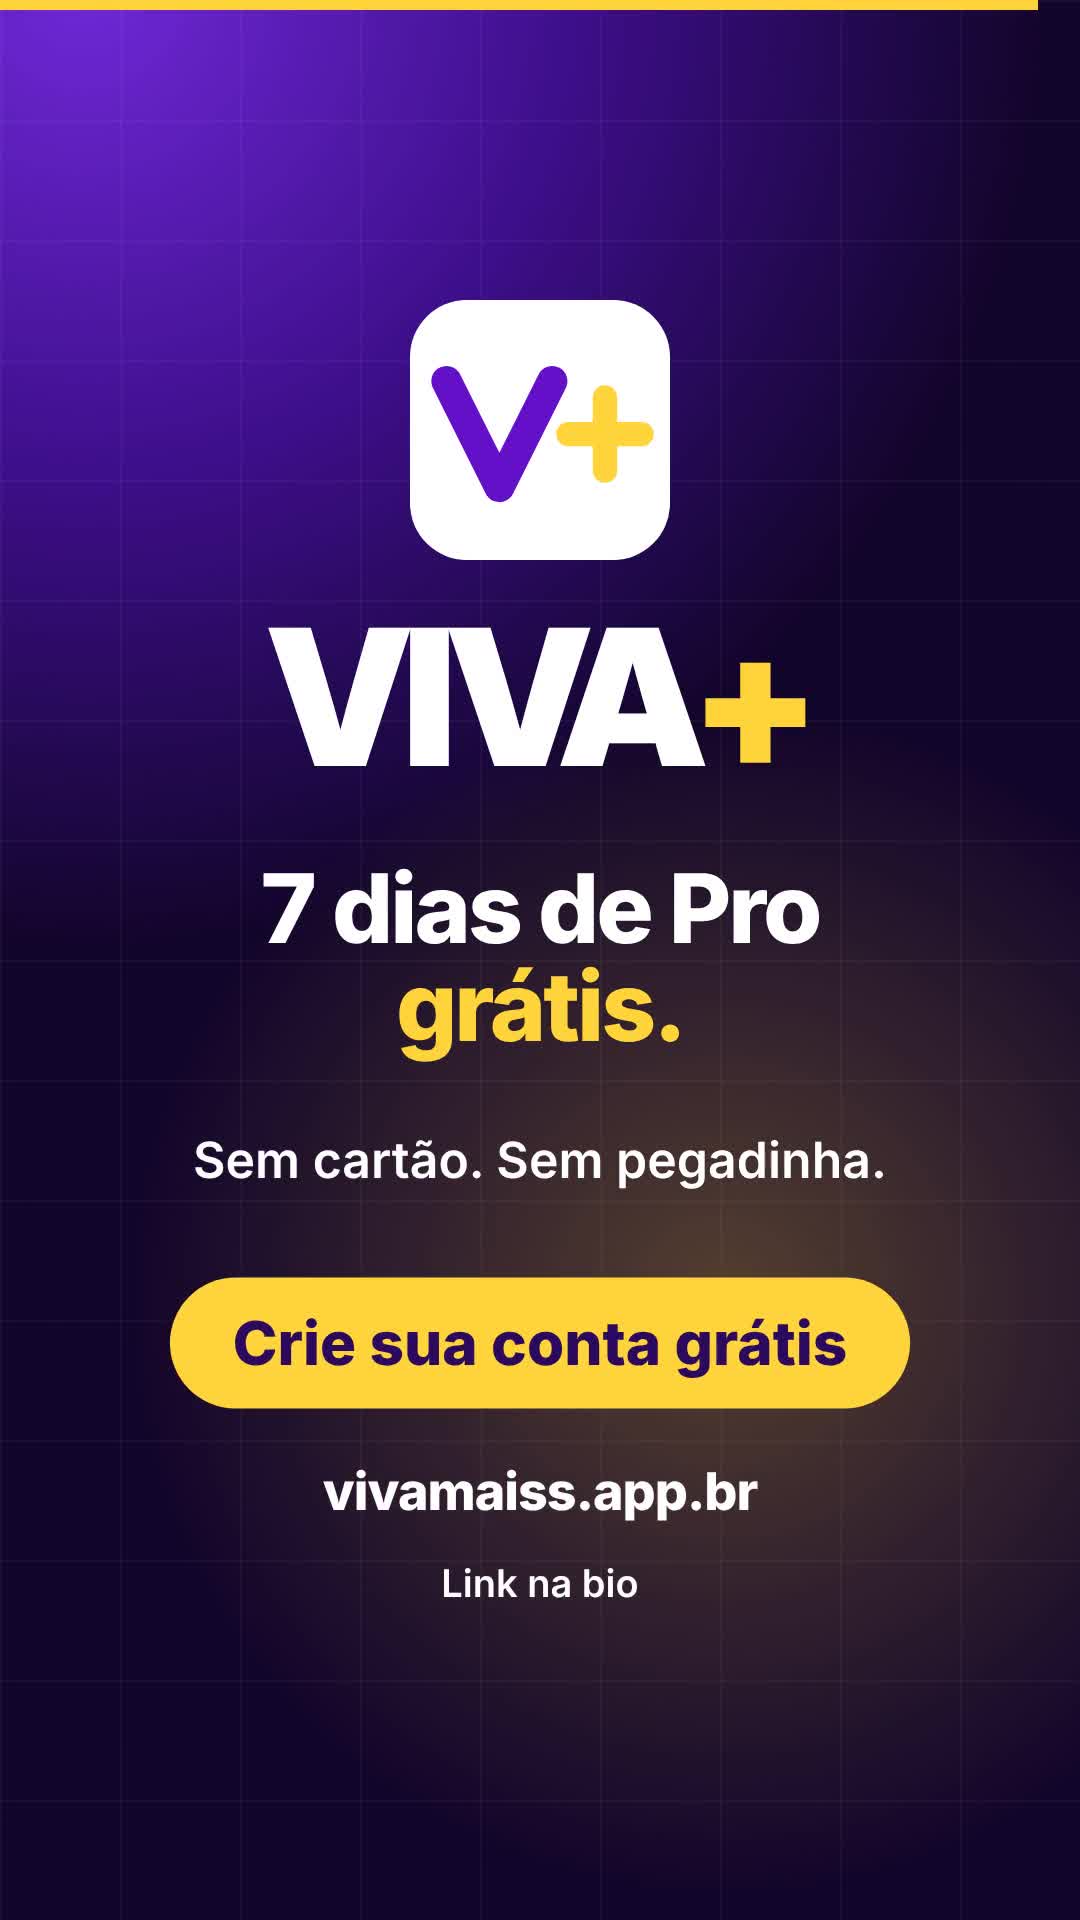 V+
VIVA+
7 dias de Pro
grátis.
Sem cartão. Sem pegadinha.
Crie sua conta grátis
vivamaiss.app.br
Link na bio